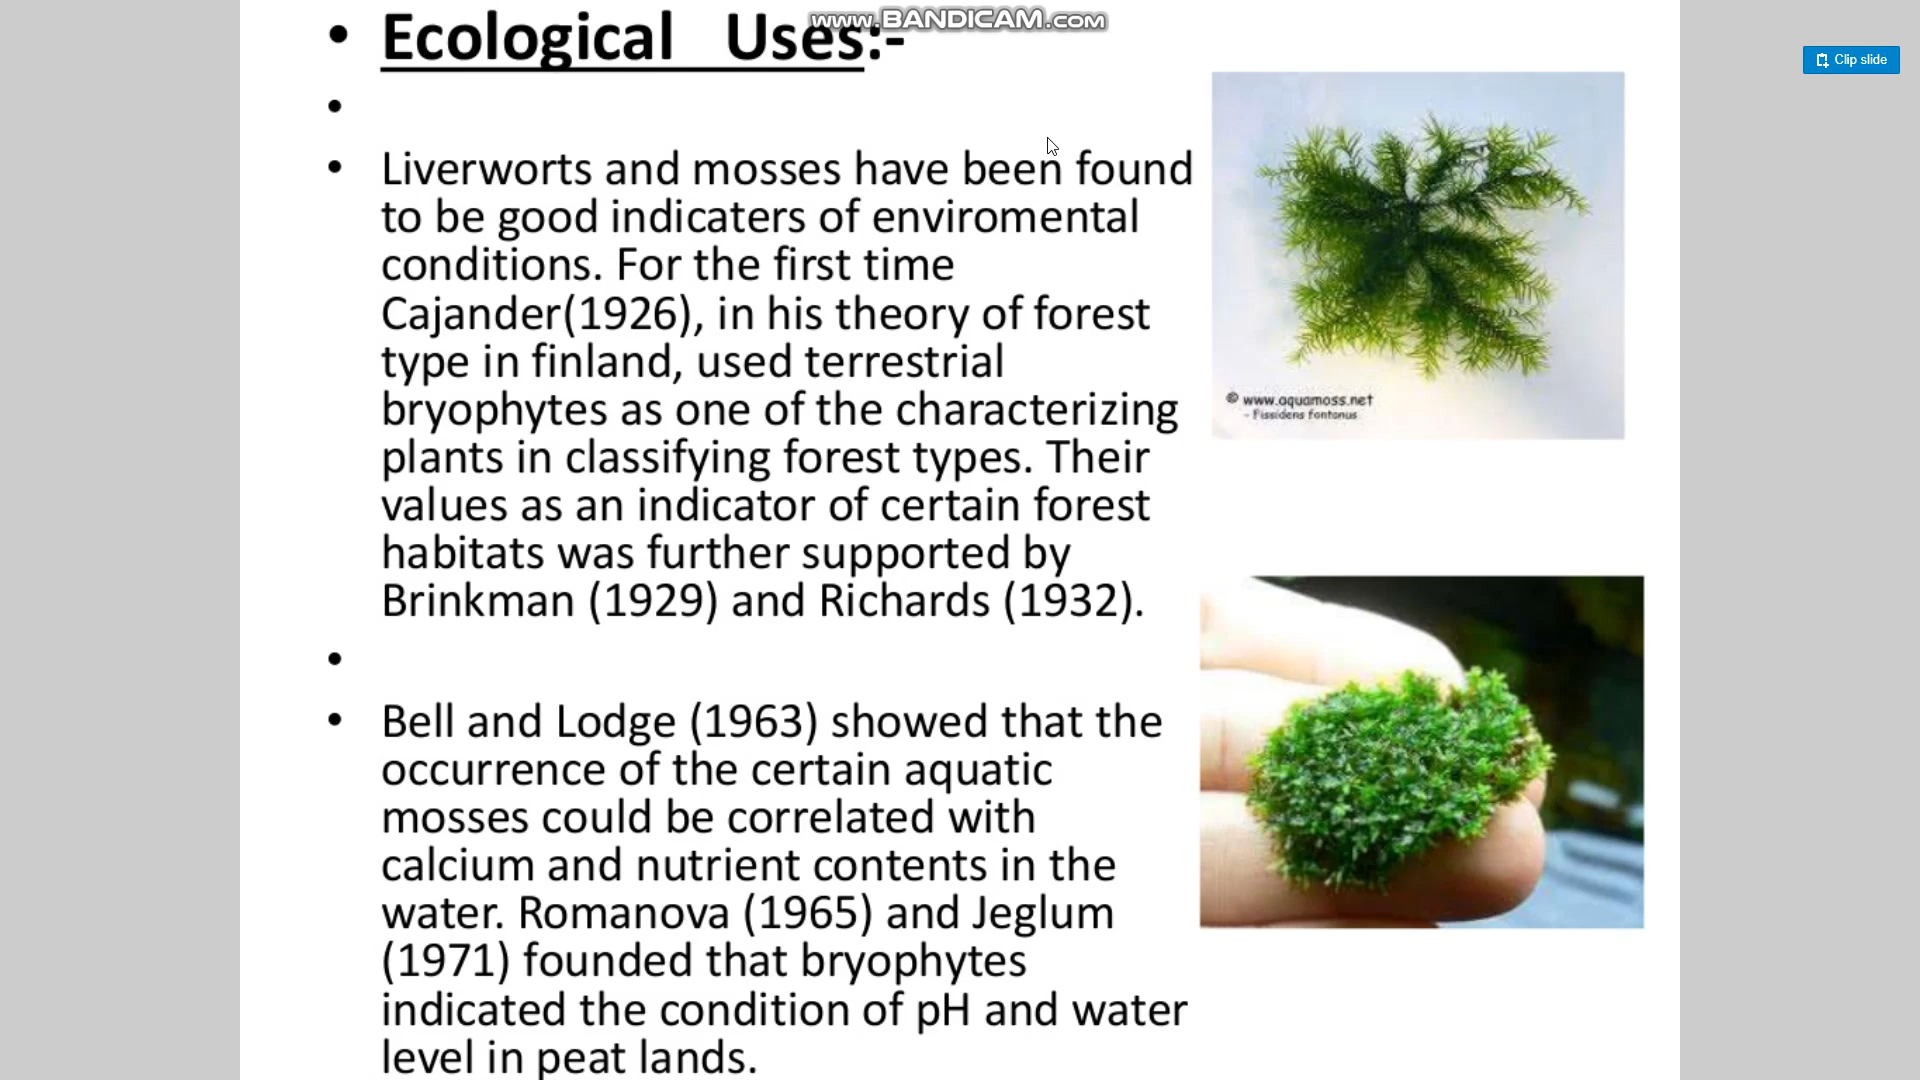 www.BANDICAM.com
• Ecological Uses:-
Clip slide
•
• Liverworts and mosses have been found
to be good indicaters of enviromental
conditions. For the first time
Cajander(1926), in his theory of forest
type in finland, used terrestrial
bryophytes as one of the characterizing
plants in classifying forest types. Their
values as an indicator of certain forest
habitats was further supported by
Brinkman (1929) and Richards (1932).
© www.aquamoss.net
- Fissidens fontanus
•
• Bell and Lodge (1963) showed that the
occurrence of the certain aquatic
mosses could be correlated with
calcium and nutrient contents in the
water. Romanova (1965) and Jeglum
(1971) founded that bryophytes
indicated the condition of pH and water
level in peat lands.